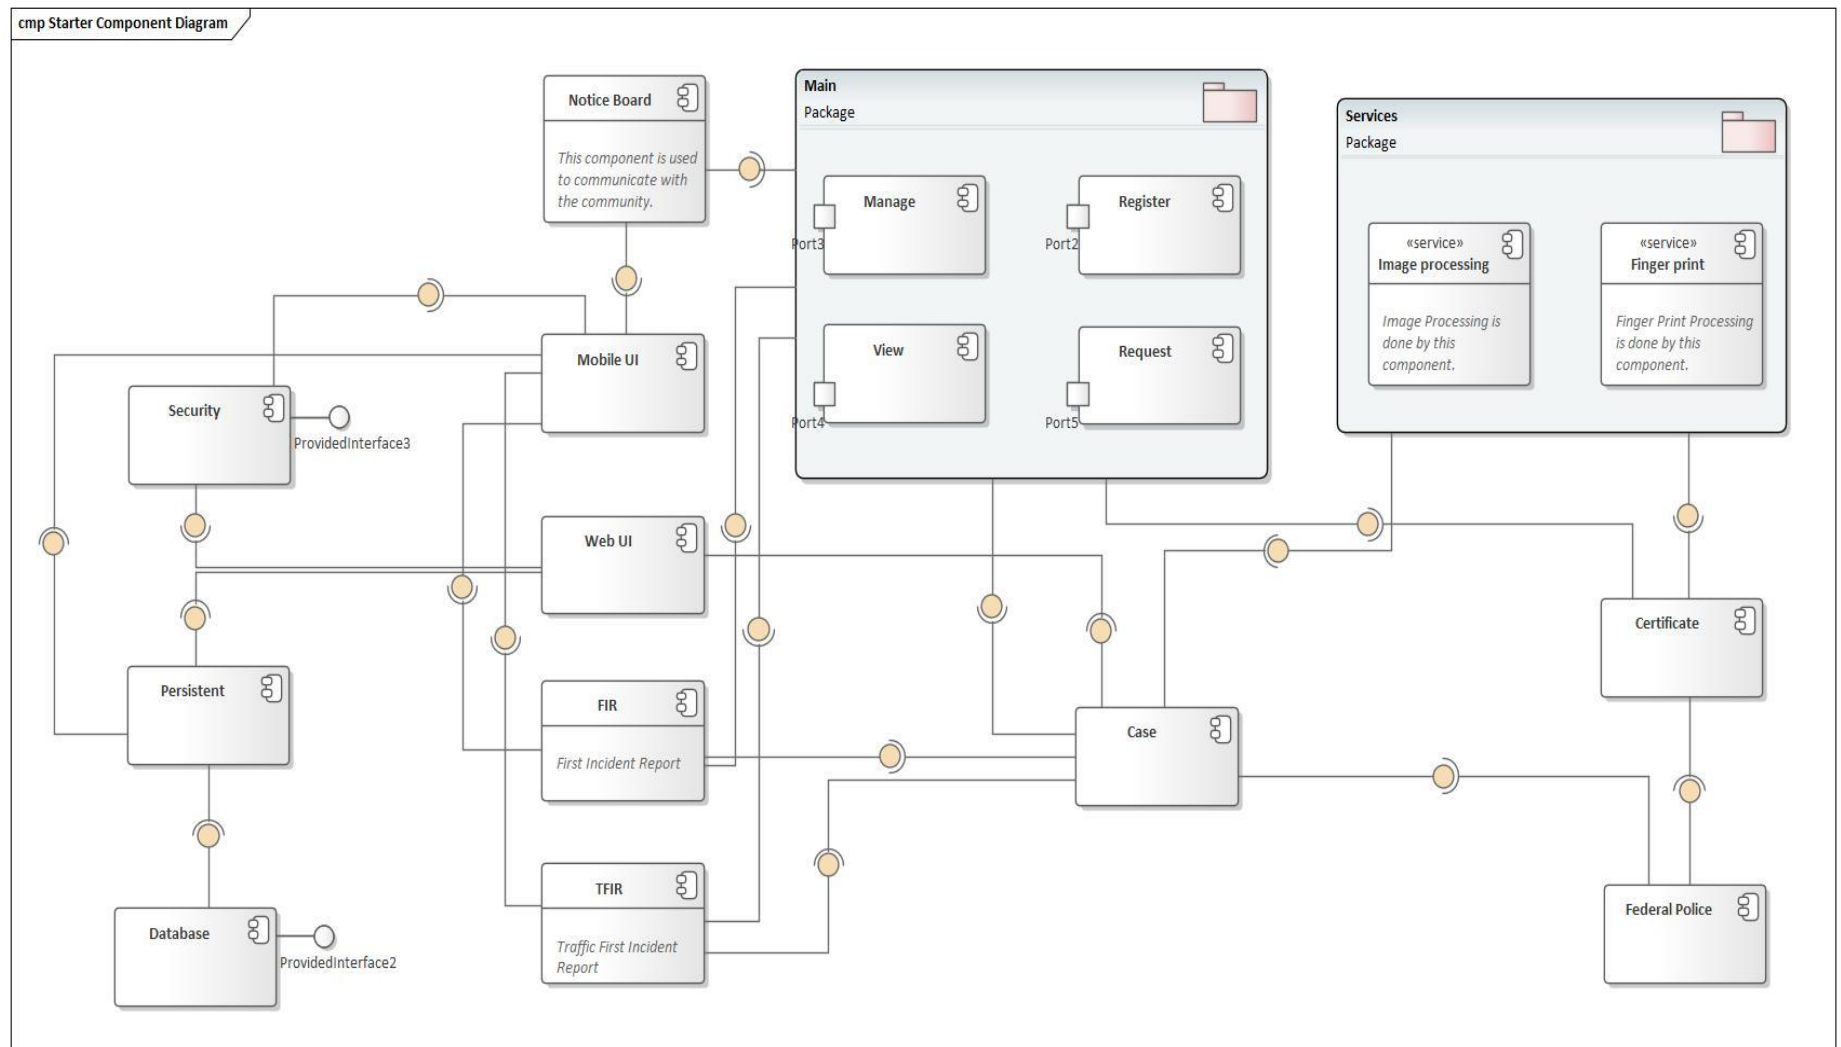 cmp Starter Component Diagram
Notice Board
This component is used
to communicate with
the community.
Main
Package
Manage
Port3
Register
Port2
View
Port4
Request
Port5
Services
Package
«service»
Image processing
Image Processing is
done by this
component.
«service»
Finger print
Finger Print Processing
is done by this
component.
Mobile UI
Security
ProvidedInterface3
Web UI
Persistent
FIR
First Incident Report
Case
Certificate
TFIR
Traffic First Incident
Report
Database
ProvidedInterface2
Federal Police